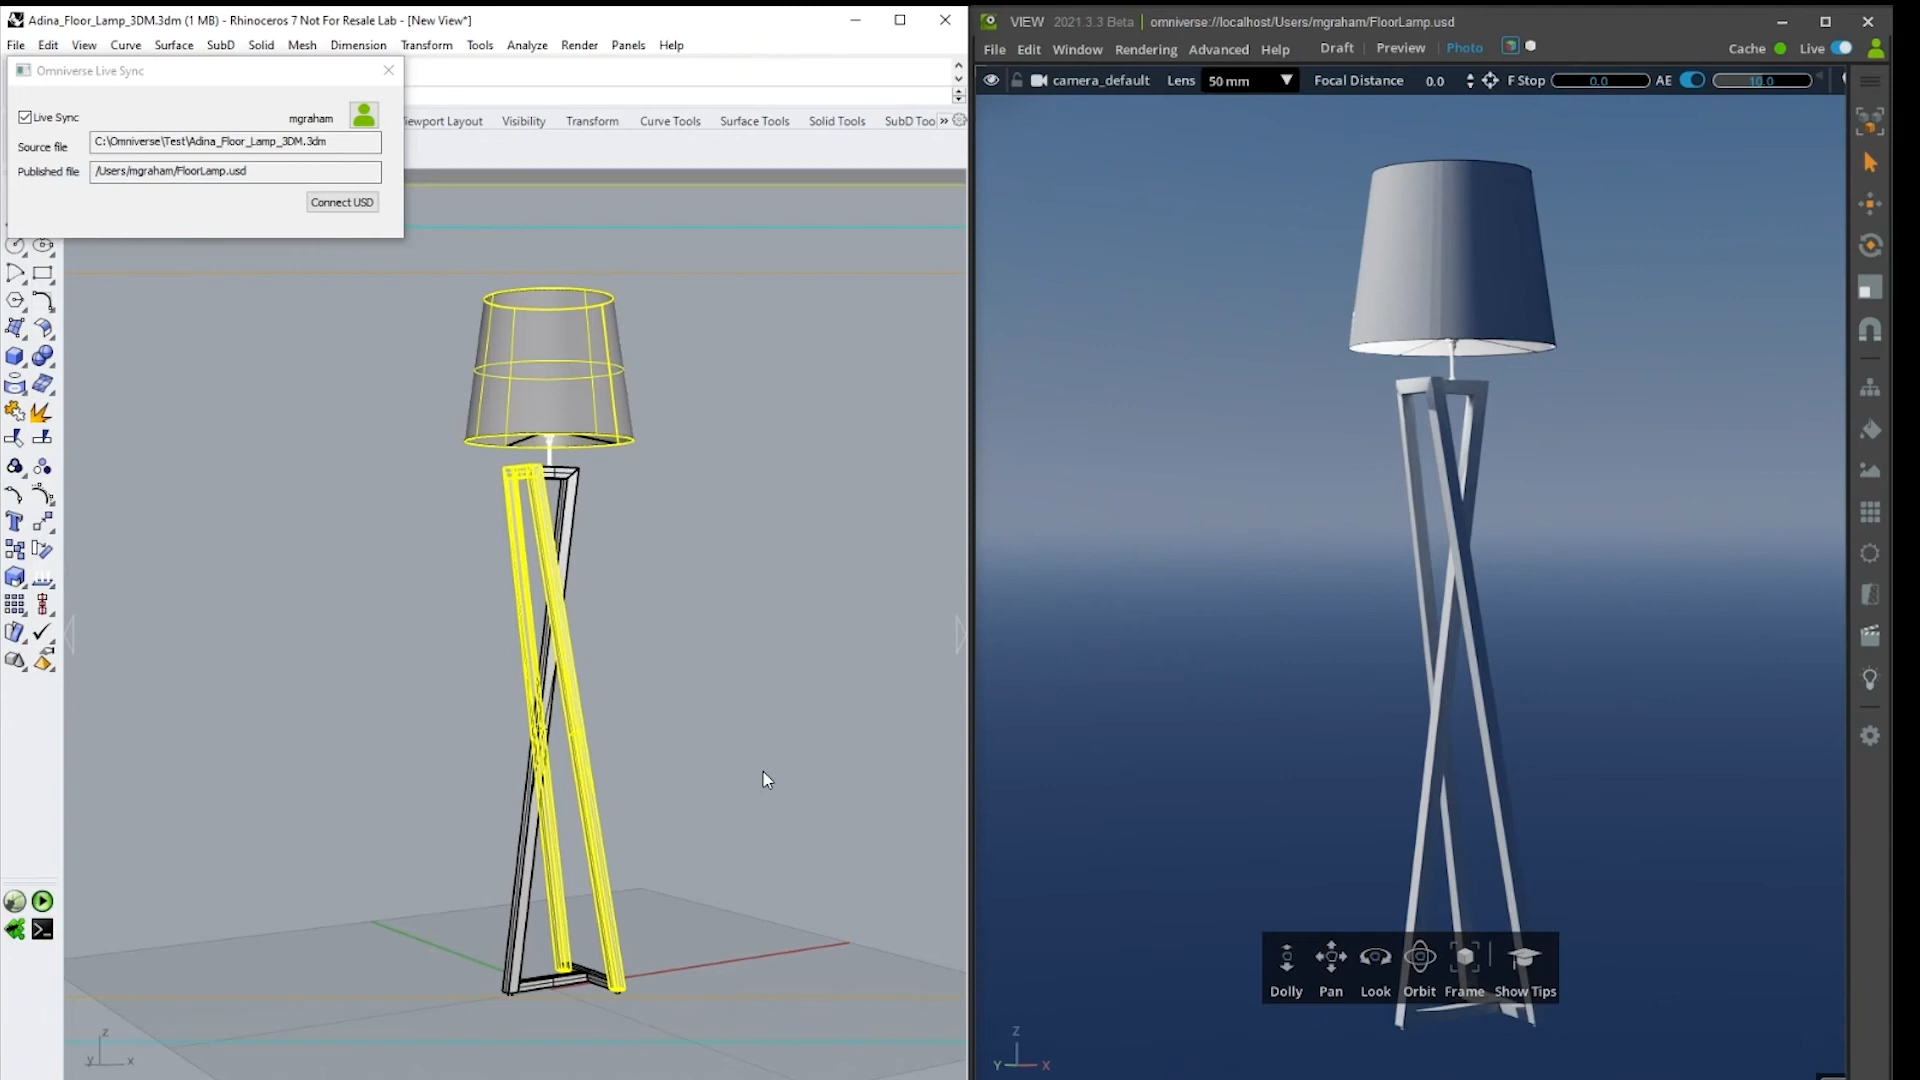 Adina_Floor_Lamp_3DM.3dm (1 MB) - Rhinoceros 7 Not For Resale Lab - [New View*]
File Edit View Curve Surface SubD Solid Mesh Dimension Transform Tools Analyze Render Panels Help
Omniverse Live Sync
Live Sync
mgraham
Source file
C:\Omniverse\Test\Adina_Floor_Lamp_3DM.3dm
Published file
/Users/mgraham/FloorLamp.usd
Connect USD
iewport Layout Visibility Transform Curve Tools Surface Tools Solid Tools SubD Too »
z
y x
VIEW 2021.3.3 Beta | omniverse://localhost/Users/mgraham/FloorLamp.usd
File Edit Window Rendering Advanced Help Draft Preview Photo Cache Live
camera_default Lens 50 mm Focal Distance 0.0 F Stop 0.0 AE 10.0
Dolly Pan Look Orbit Frame Show Tips
Z
Y X